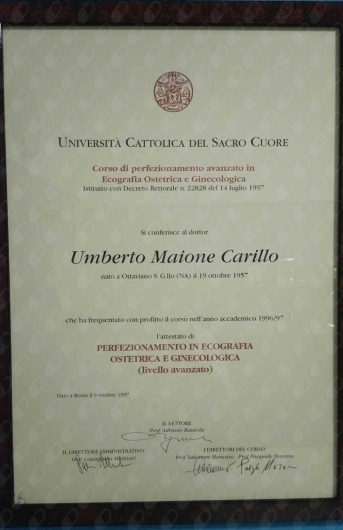 UNIVERSITÀ CATTOLICA DEL SACRO CUORE
Corso di perfezionamento avanzato in
Ecografia Ostetrica e Ginecologica
Istituito con Decreto Rettorale n. 22828 del 14 luglio 1997
Si conferisce al dottor
Umberto Maione Carillo
nato a Ottaviano S. G.llo (NA) il 19 ottobre 1957
che ha frequentato con profitto il corso nell'anno accademico 1996/97
l'attestato di
PERFEZIONAMENTO IN ECOGRAFIA
OSTETRICA E GINECOLOGICA
(livello avanzato)
Dato a Roma il 9 ottobre 1997
IL RETTORE
Prof. Adriano Bausola
IL DIRETTORE AMMINISTRATIVO
I DIRETTORI DEL CORSO
Molinari
Prof. Salvatore Mancuso
Prof. Pasquale